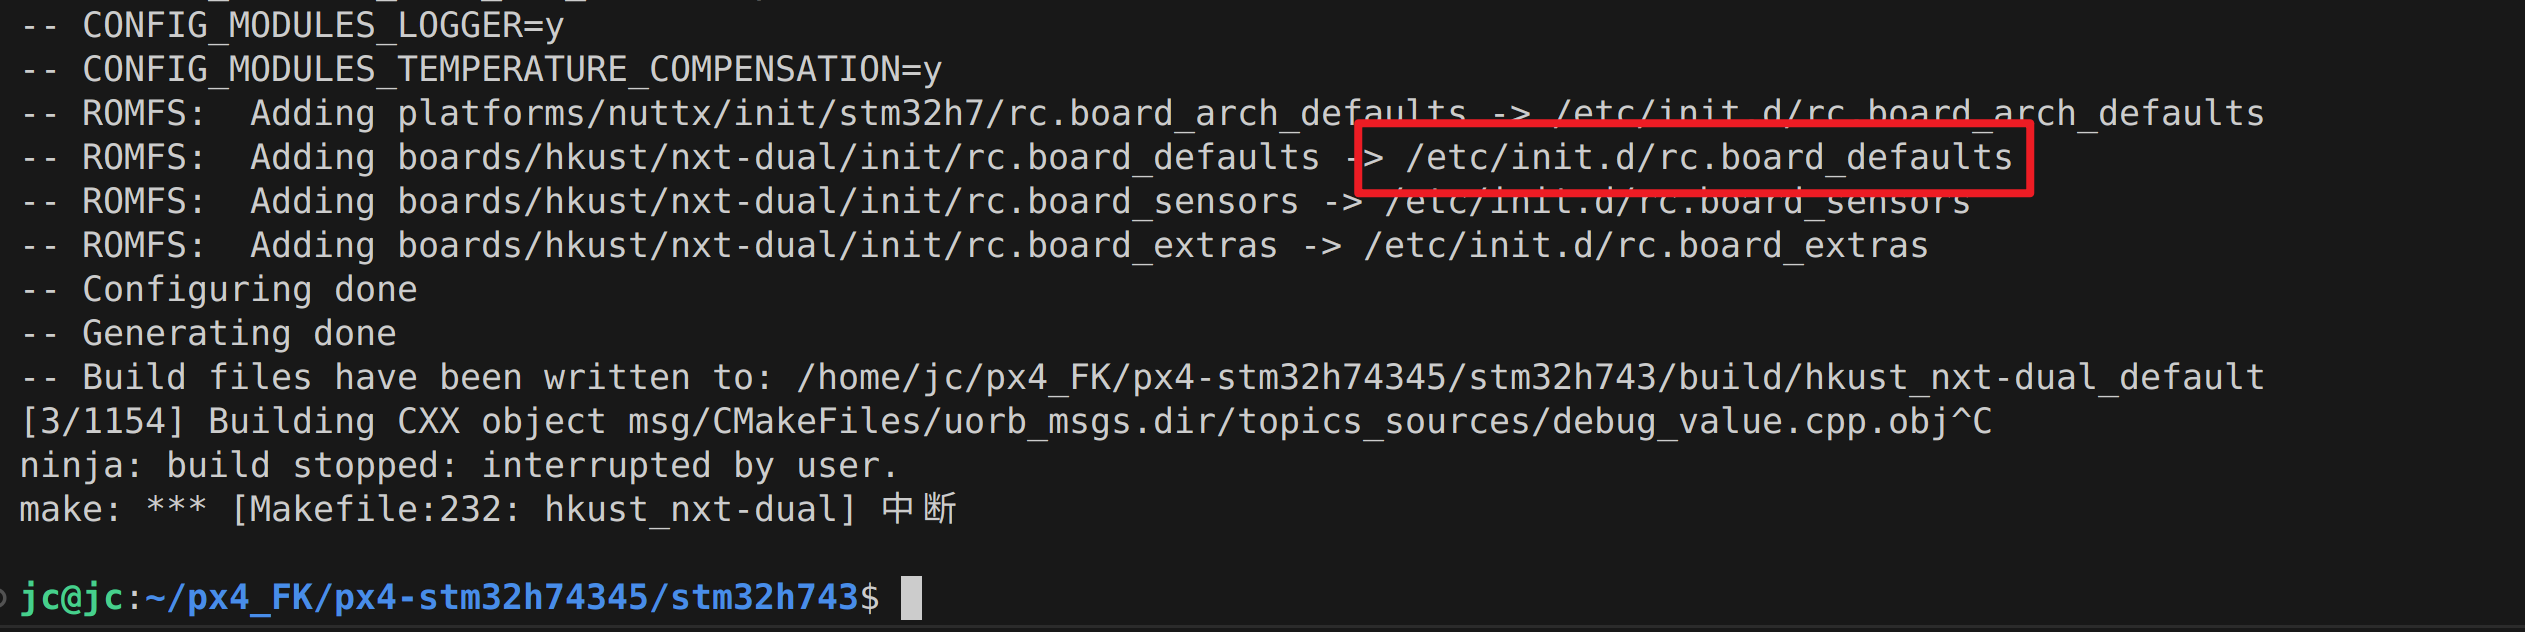 -- CONFIG_MODULES_LOGGER=y
-- CONFIG_MODULES_TEMPERATURE_COMPENSATION=y
-- ROMFS:  Adding platforms/nuttx/init/stm32h7/rc.board_arch_defaults -> /etc/init.d/rc.board_arch_defaults
-- ROMFS:  Adding boards/hkust/nxt-dual/init/rc.board_defaults -> /etc/init.d/rc.board_defaults
-- ROMFS:  Adding boards/hkust/nxt-dual/init/rc.board_sensors -> /etc/init.d/rc.board_sensors
-- ROMFS:  Adding boards/hkust/nxt-dual/init/rc.board_extras -> /etc/init.d/rc.board_extras
-- Configuring done
-- Generating done
-- Build files have been written to: /home/jc/px4_FK/px4-stm32h74345/stm32h743/build/hkust_nxt-dual_default
[3/1154] Building CXX object msg/CMakeFiles/uorb_msgs.dir/topics_sources/debug_value.cpp.obj^C
ninja: build stopped: interrupted by user.
make: *** [Makefile:232: hkust_nxt-dual] 中断
jc@jc:~/px4_FK/px4-stm32h74345/stm32h743$